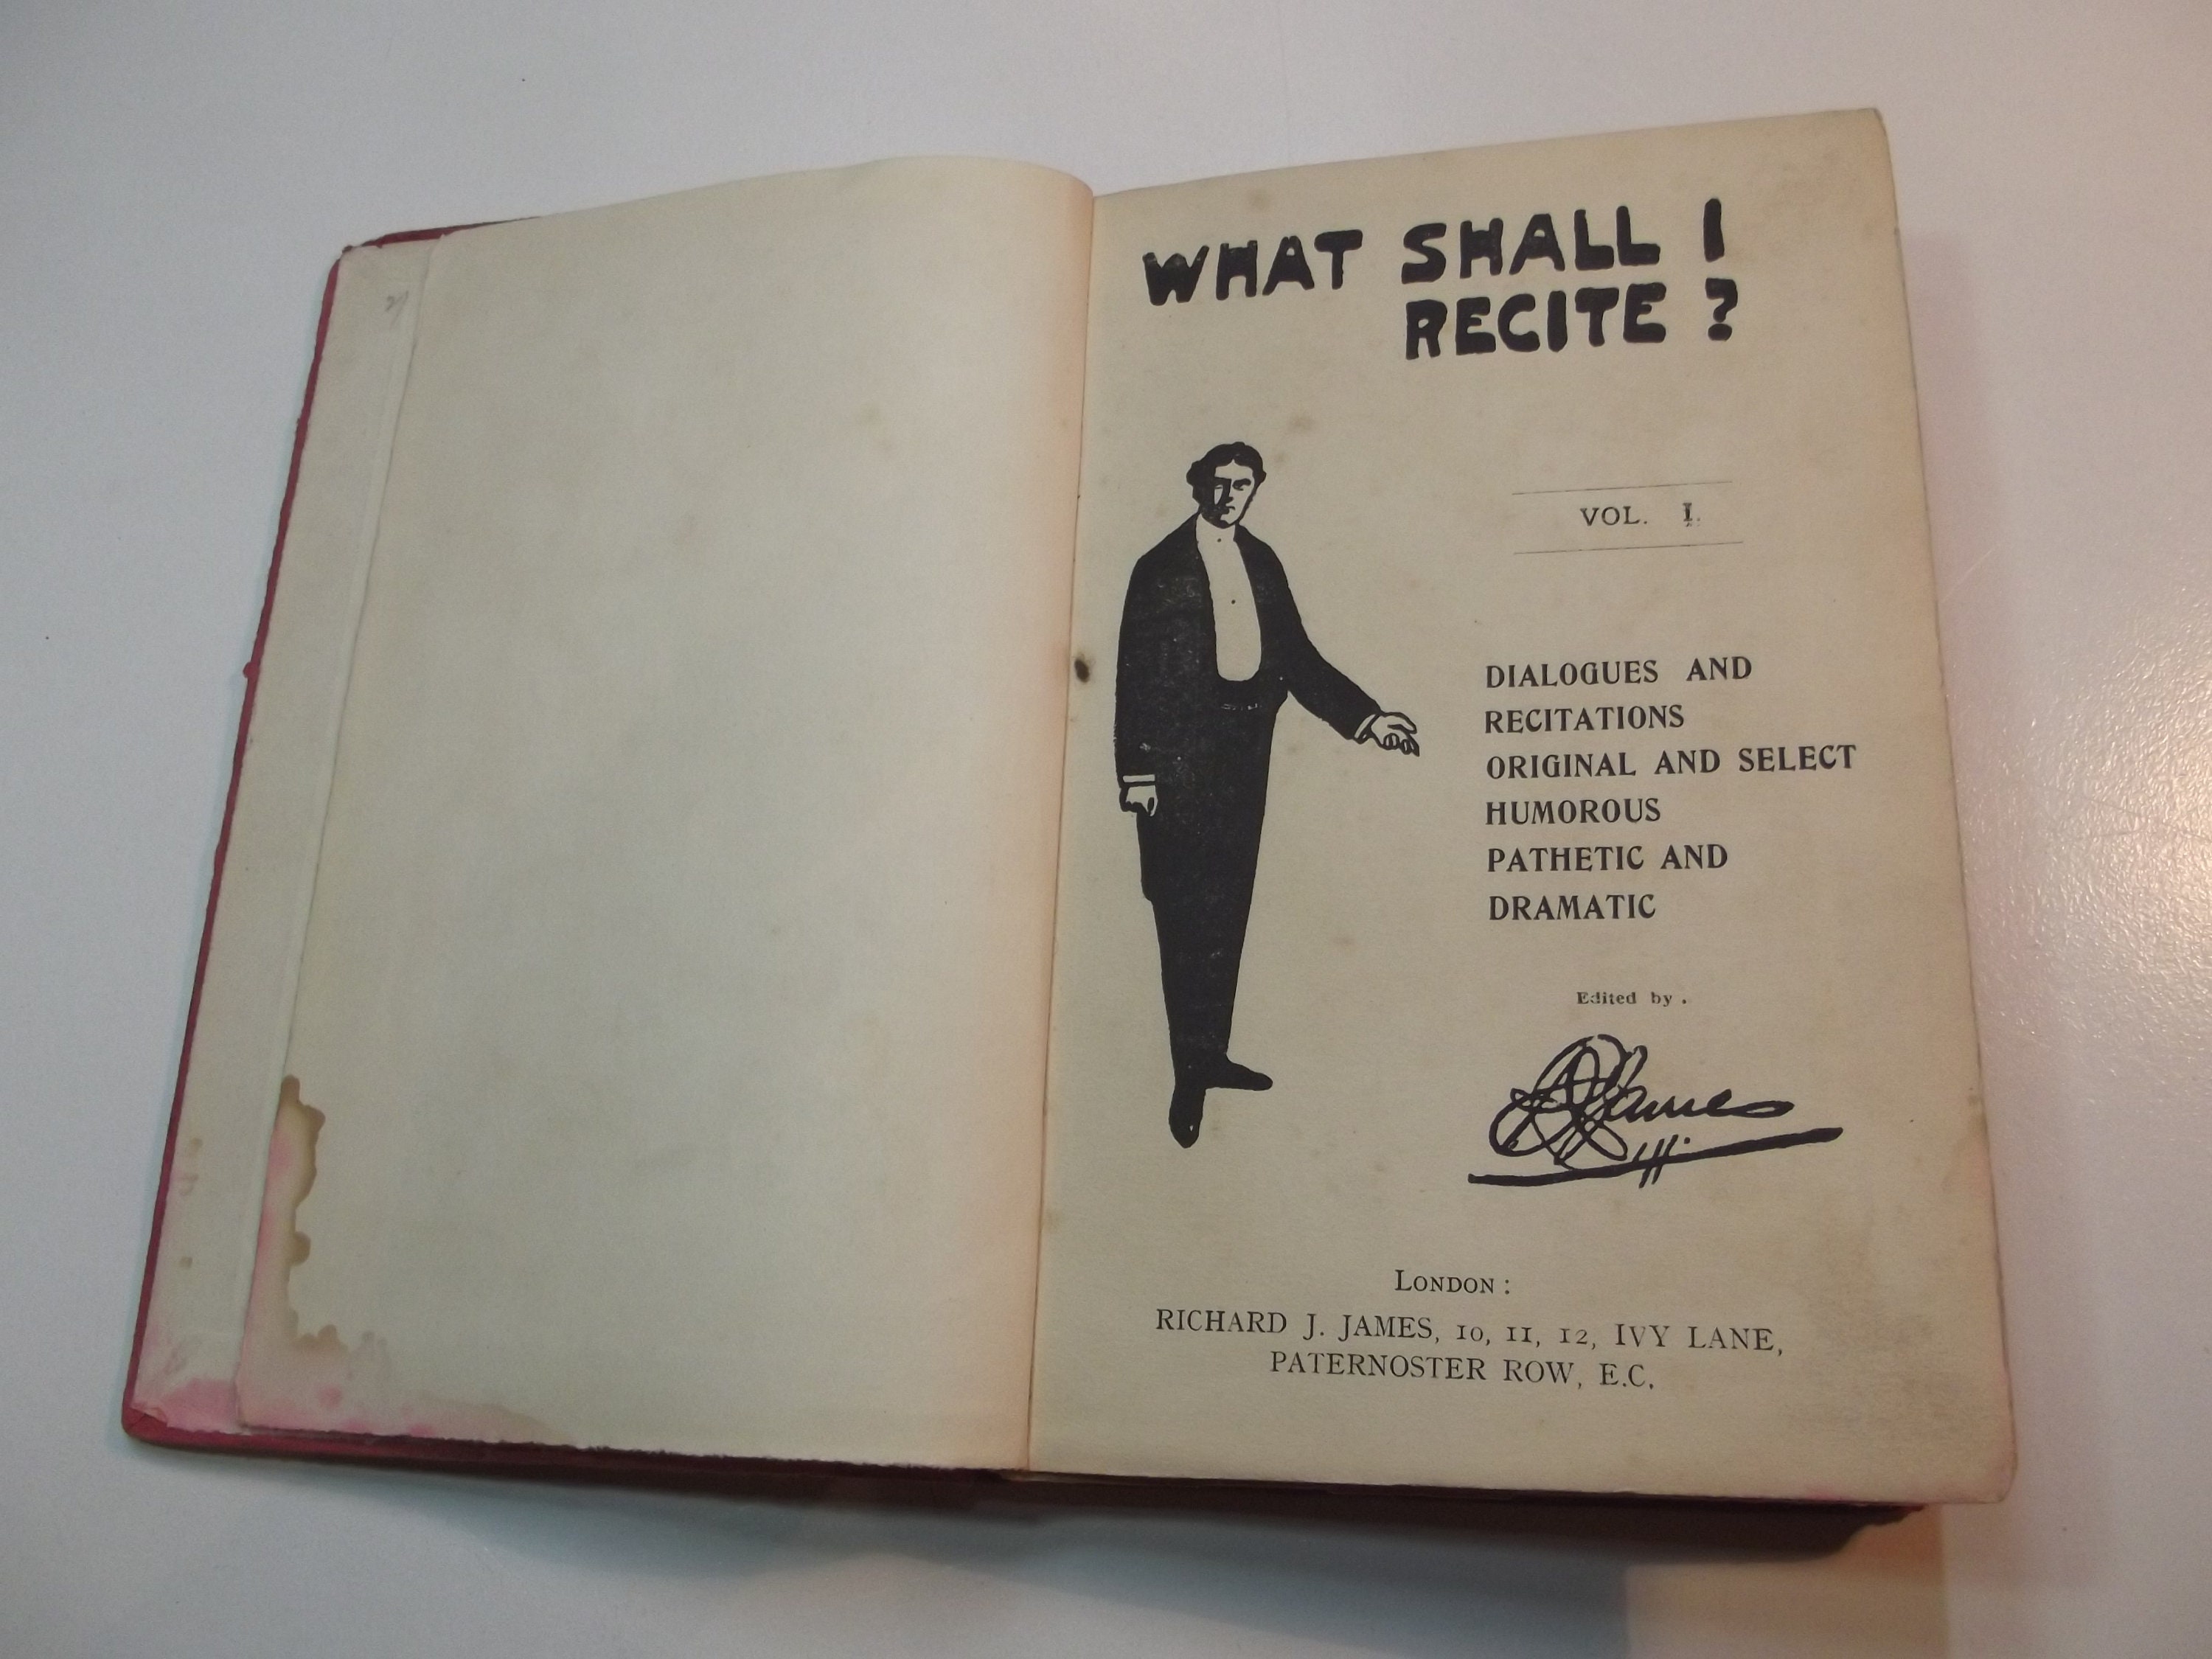 WHAT SHALL I
RECITE ?
VOL. I.
DIALOGUES AND
RECITATIONS
ORIGINAL AND SELECT
HUMOROUS
PATHETIC AND
DRAMATIC
Edited by .
James
LONDON :
RICHARD J. JAMES, 10, 11, 12, IVY LANE,
PATERNOSTER ROW, E.C.